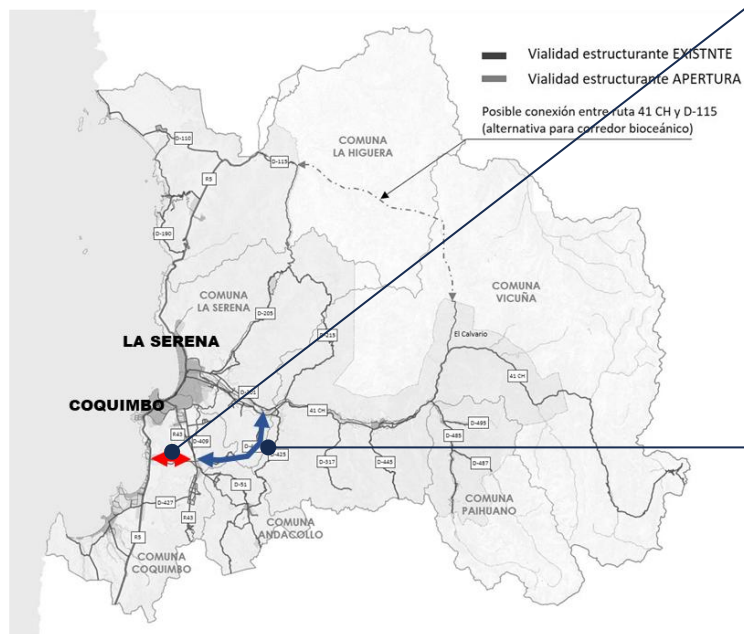 Vialidad estructurante EXISTNTE
Vialidad estructurante APERTURA
Posible conexión entre ruta 41 CH y D-115
(alternativa para corredor bioceánico)
COMUNA
LA HIGUERA
D-110
D-115
R5
D-190
COMUNA
VICUÑA
COMUNA
LA SERENA
D-205
D-215
El Calvario
LA SERENA
41 CH
COQUIMBO
41 CH
R43
D-409
D-495
D-485
D-425
D-317
D-445
D-487
D-51
D-427
R43
COMUNA
PAIHUANO
COMUNA
ANDACOLLO
R5
COMUNA
COQUIMBO